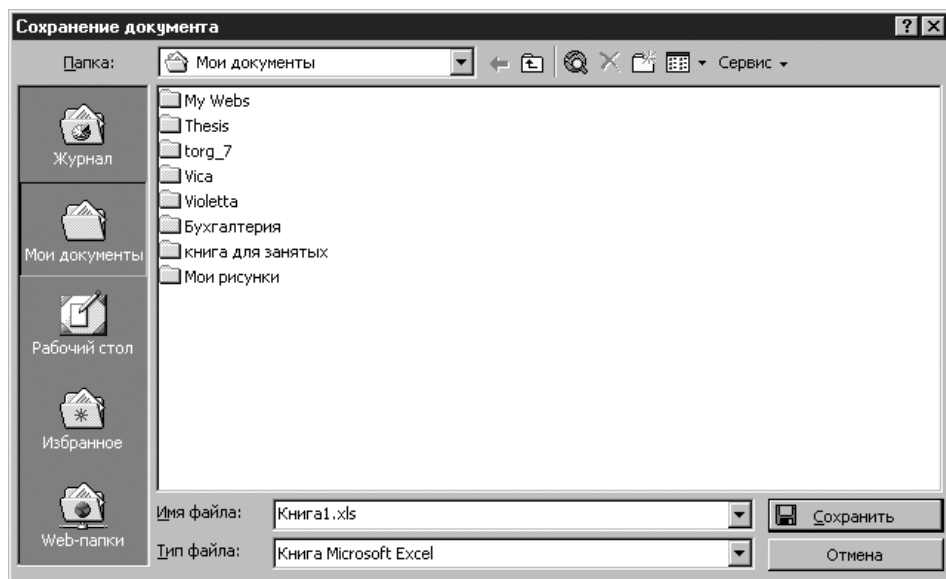 Сохранение документа
Папка: Мои документы Сервис
Журнал
Мои документы
Рабочий стол
Избранное
Web-папки
My Webs
Thesis
torg_7
Vica
Violetta
Бухгалтерия
книга для занятых
Мои рисунки
Имя файла: Книга1.xls Сохранить
Тип файла: Книга Microsoft Excel Отмена